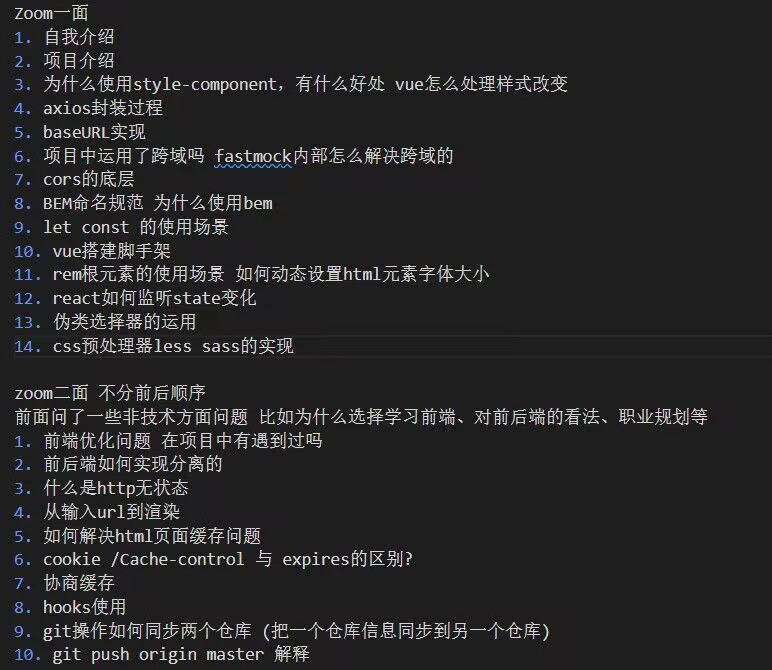 Zoom一面
1. 自我介绍
2. 项目介绍
3. 为什么使用style-component，有什么好处 vue怎么处理样式改变
4. axios封装过程
5. baseURL实现
6. 项目中运用了跨域吗 fastmock内部怎么解决跨域的
7. cors的底层
8. BEM命名规范 为什么使用bem
9. let const 的使用场景
10. vue搭建脚手架
11. rem根元素的使用场景 如何动态设置html元素字体大小
12. react如何监听state变化
13. 伪类选择器的运用
14. css预处理器less sass的实现
zoom二面 不分前后顺序
前面问了一些非技术方面问题 比如为什么选择学习前端、对前后端的看法、职业规划等
1. 前端优化问题 在项目中有遇到过吗
2. 前后端如何实现分离的
3. 什么是http无状态
4. 从输入url到渲染
5. 如何解决html页面缓存问题
6. cookie /Cache-control 与 expires的区别?
7. 协商缓存
8. hooks使用
9. git操作如何同步两个仓库 (把一个仓库信息同步到另一个仓库)
10. git push origin master 解释